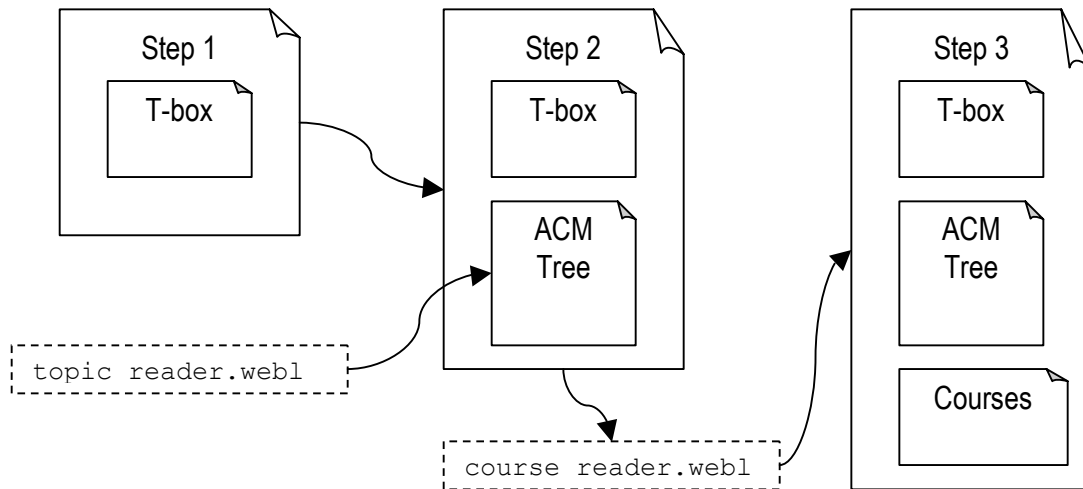 Step 1
T-box
Step 2
T-box
ACM
Tree
topic reader.webl
course reader.webl
Step 3
T-box
ACM
Tree
Courses